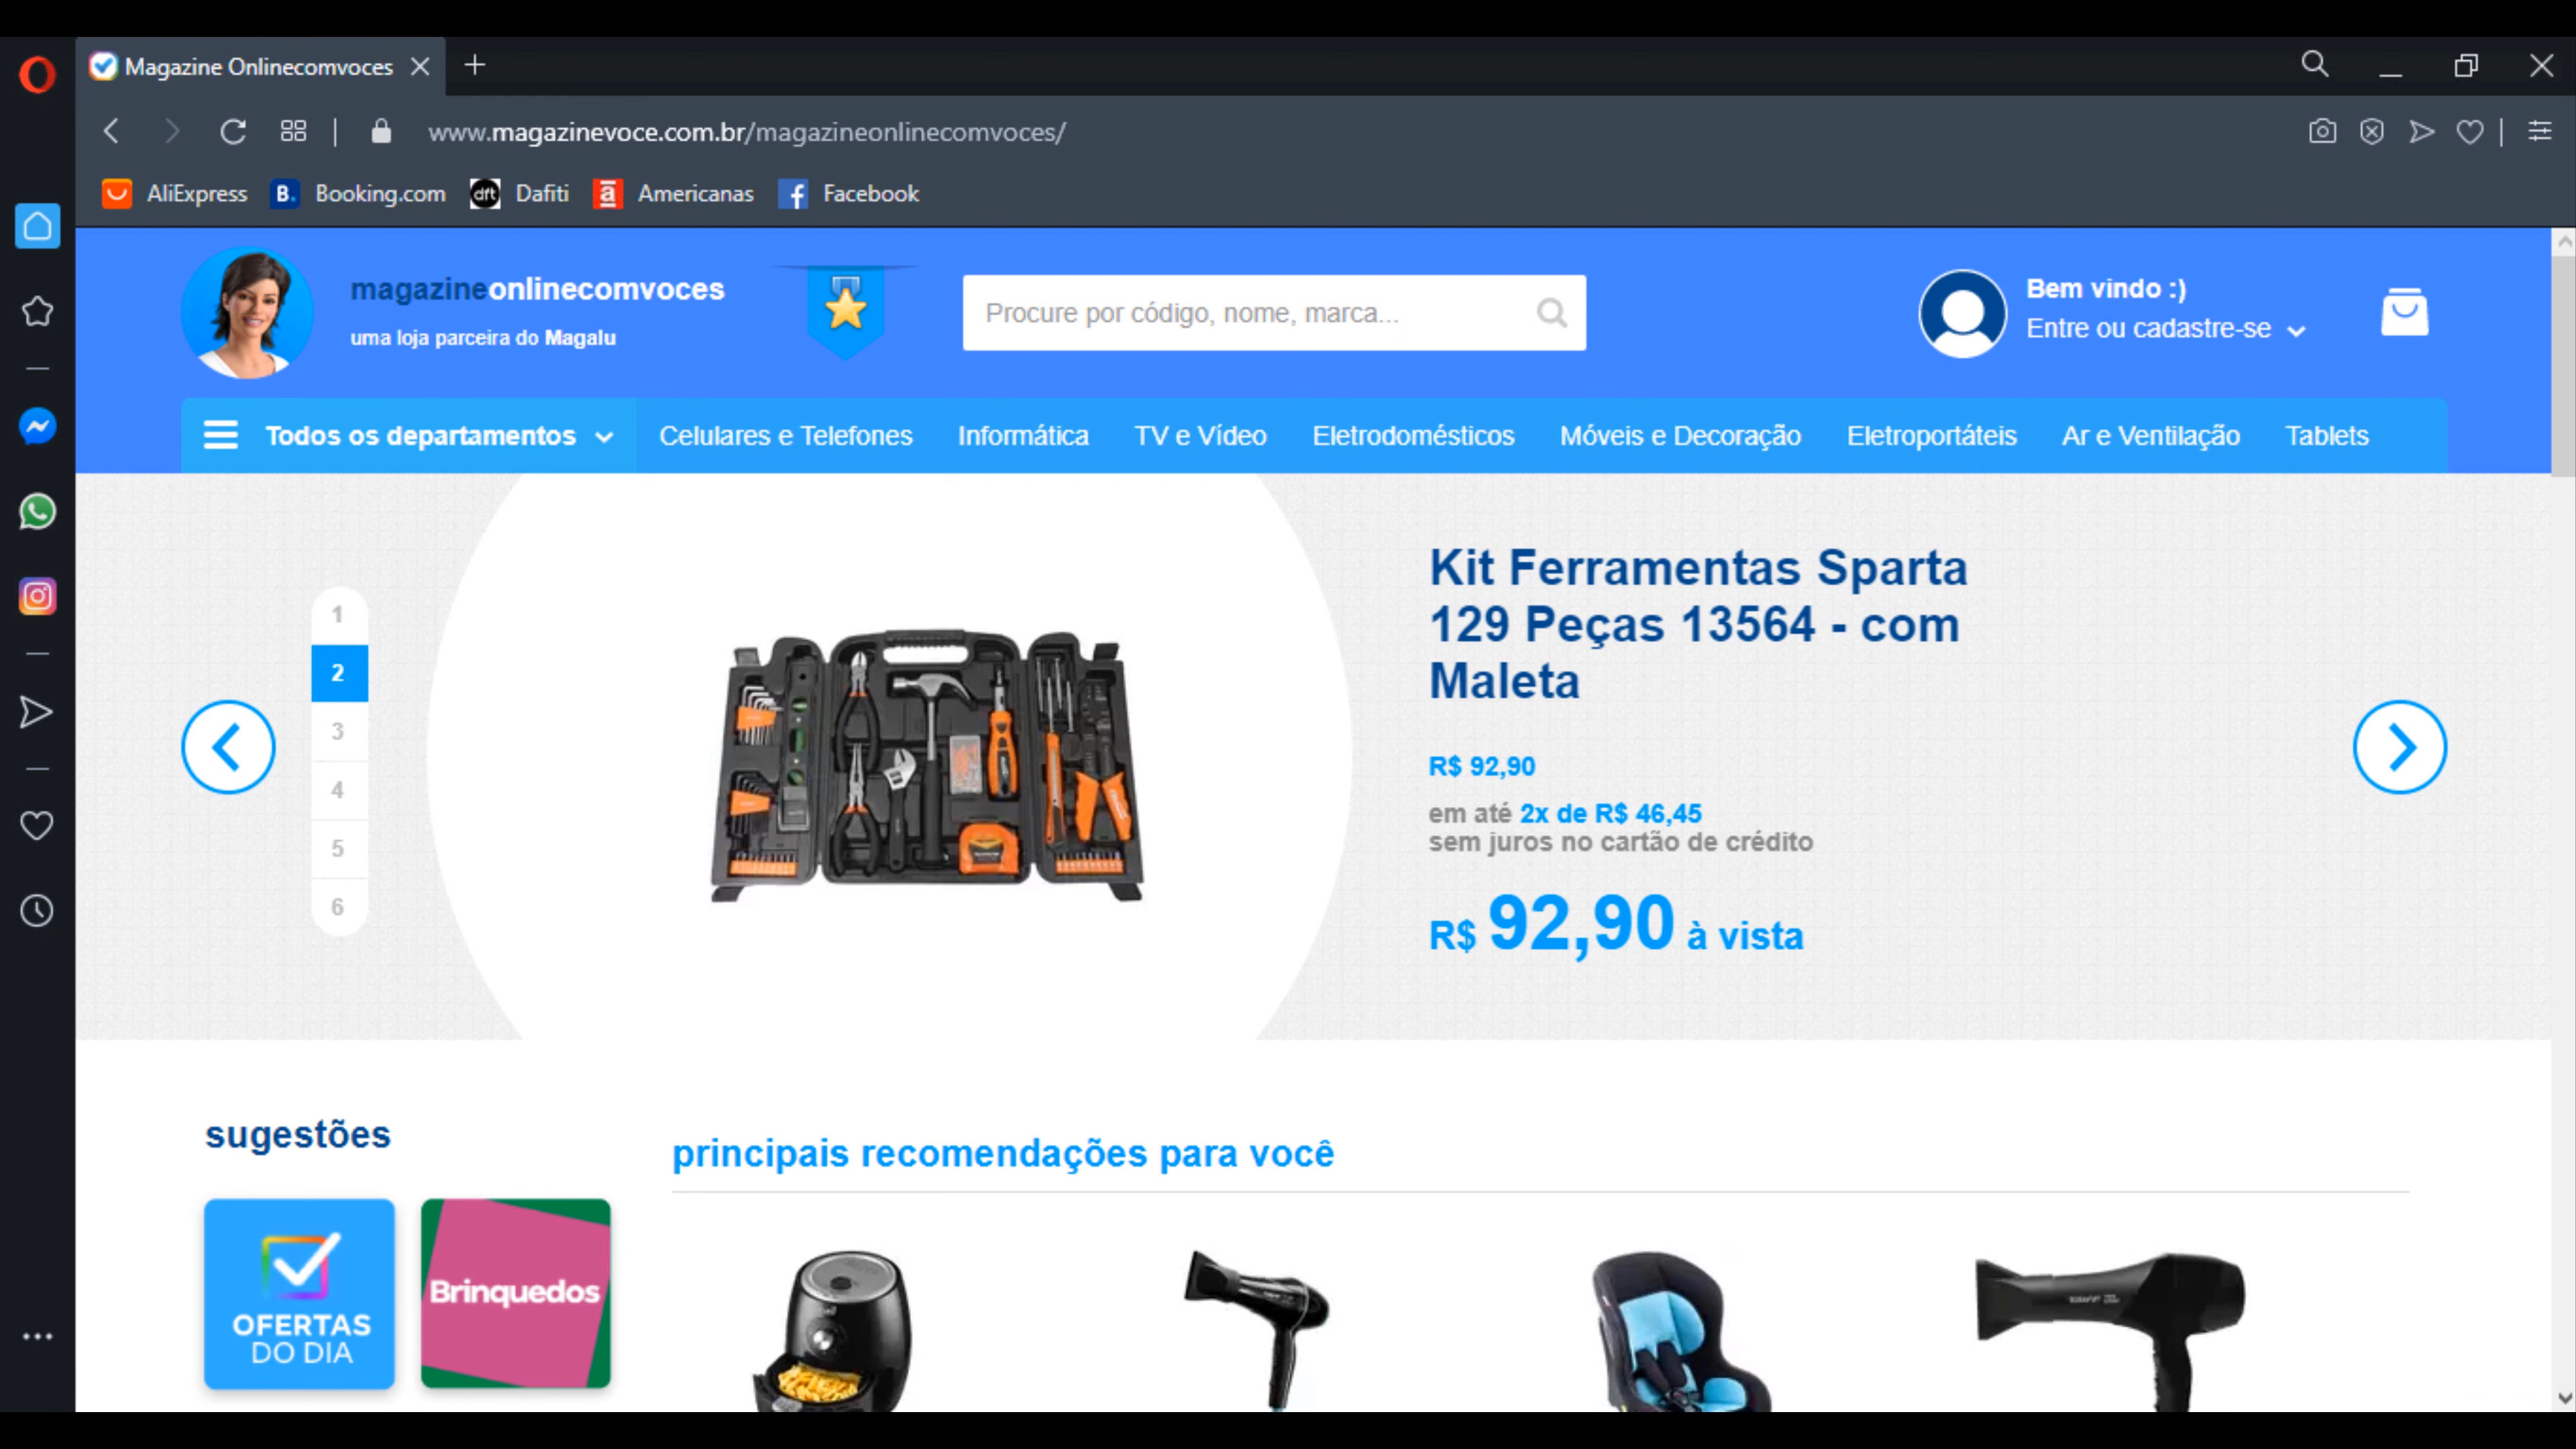 Magazine Onlinecomvoces
www.magazinevoce.com.br/magazineonlinecomvoces/
AliExpress
B. Booking.com
dft Dafiti
a Americanas
f Facebook
magazineonlinecomvoces
uma loja parceira do Magalu
Procure por código, nome, marca...
Bem vindo :)
Entre ou cadastre-se
Todos os departamentos
Celulares e Telefones
Informática
TV e Vídeo
Eletrodomésticos
Móveis e Decoração
Eletroportáteis
Ar e Ventilação
Tablets
1
2
3
4
5
6
Kit Ferramentas Sparta
129 Peças 13564 - com
Maleta
R$ 92,90
em até 2x de R$ 46,45
sem juros no cartão de crédito
R$ 92,90 à vista
sugestões
principais recomendações para você
OFERTAS
DO DIA
Brinquedos